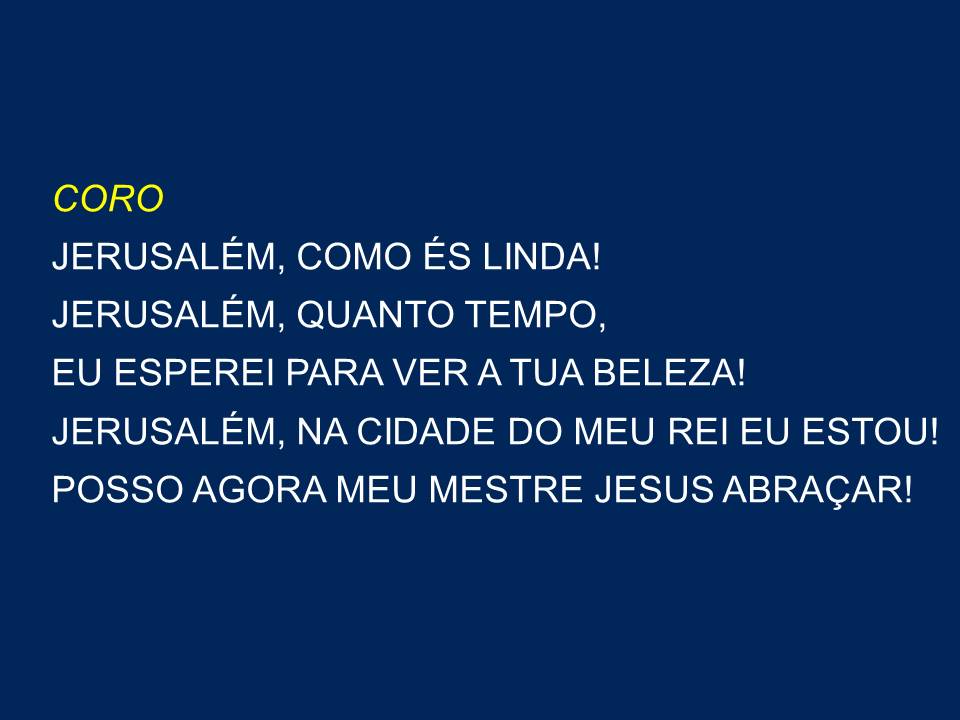 CORO
JERUSALÉM, COMO ÉS LINDA!
JERUSALÉM, QUANTO TEMPO,
EU ESPEREI PARA VER A TUA BELEZA!
JERUSALÉM, NA CIDADE DO MEU REI EU ESTOU!
POSSO AGORA MEU MESTRE JESUS ABRAÇAR!